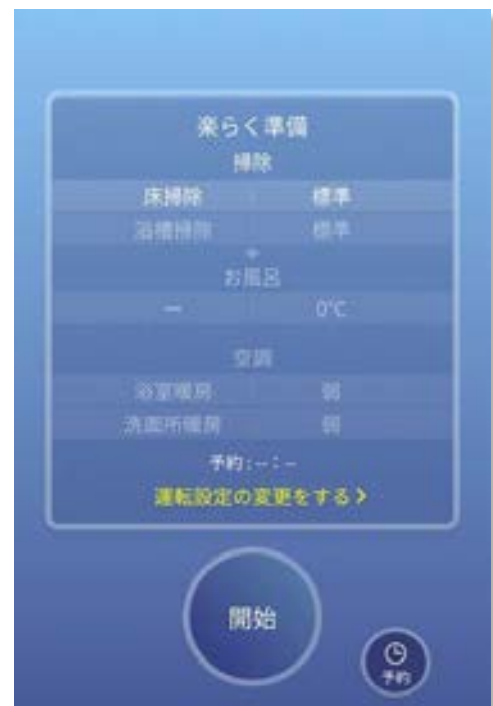 楽らく準備
掃除
床掃除 標準
浴槽掃除 標準
お風呂
ー 0℃
空調
浴室暖房 弱
洗面所暖房 弱
予約:--:--
運転設定の変更をする>
開始
予約